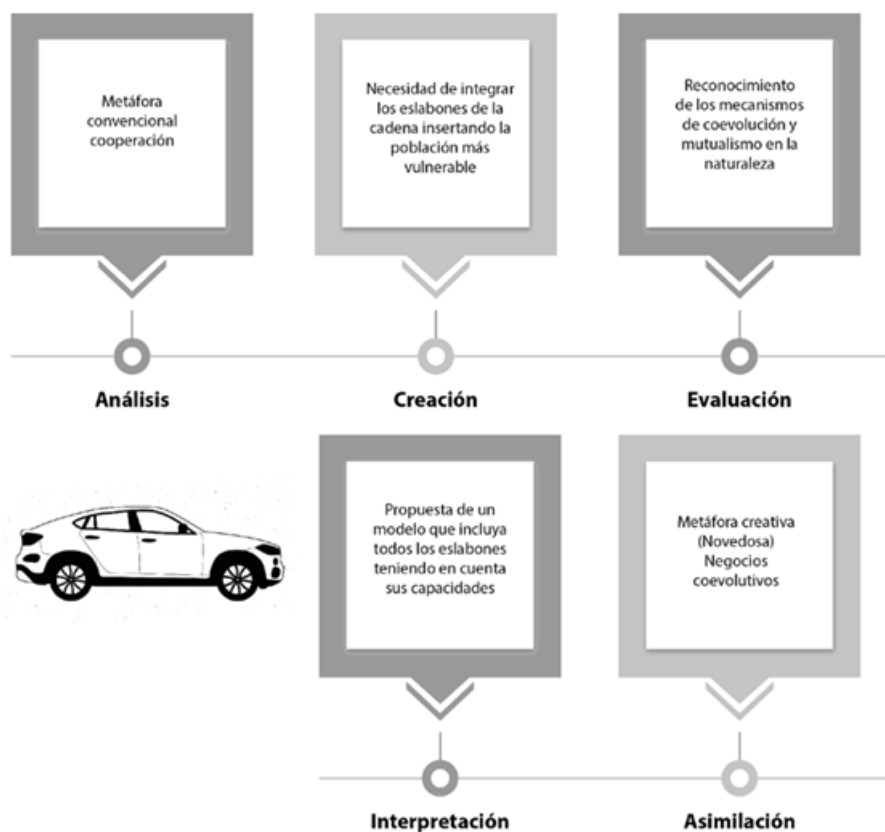 Metáfora
convencional
cooperación
Necesidad de integrar
los eslabones de la
cadena insertando la
población más
vulnerable
Reconocimiento
de los mecanismos
de coevolución y
mutualismo en la
naturaleza
Análisis
Creación
Evaluación
Propuesta de un
modelo que incluya
todos los eslabones
teniendo en cuenta
sus capacidades
Metáfora creativa
(Novedosa)
Negocios
coevolutivos
Interpretación
Asimilación